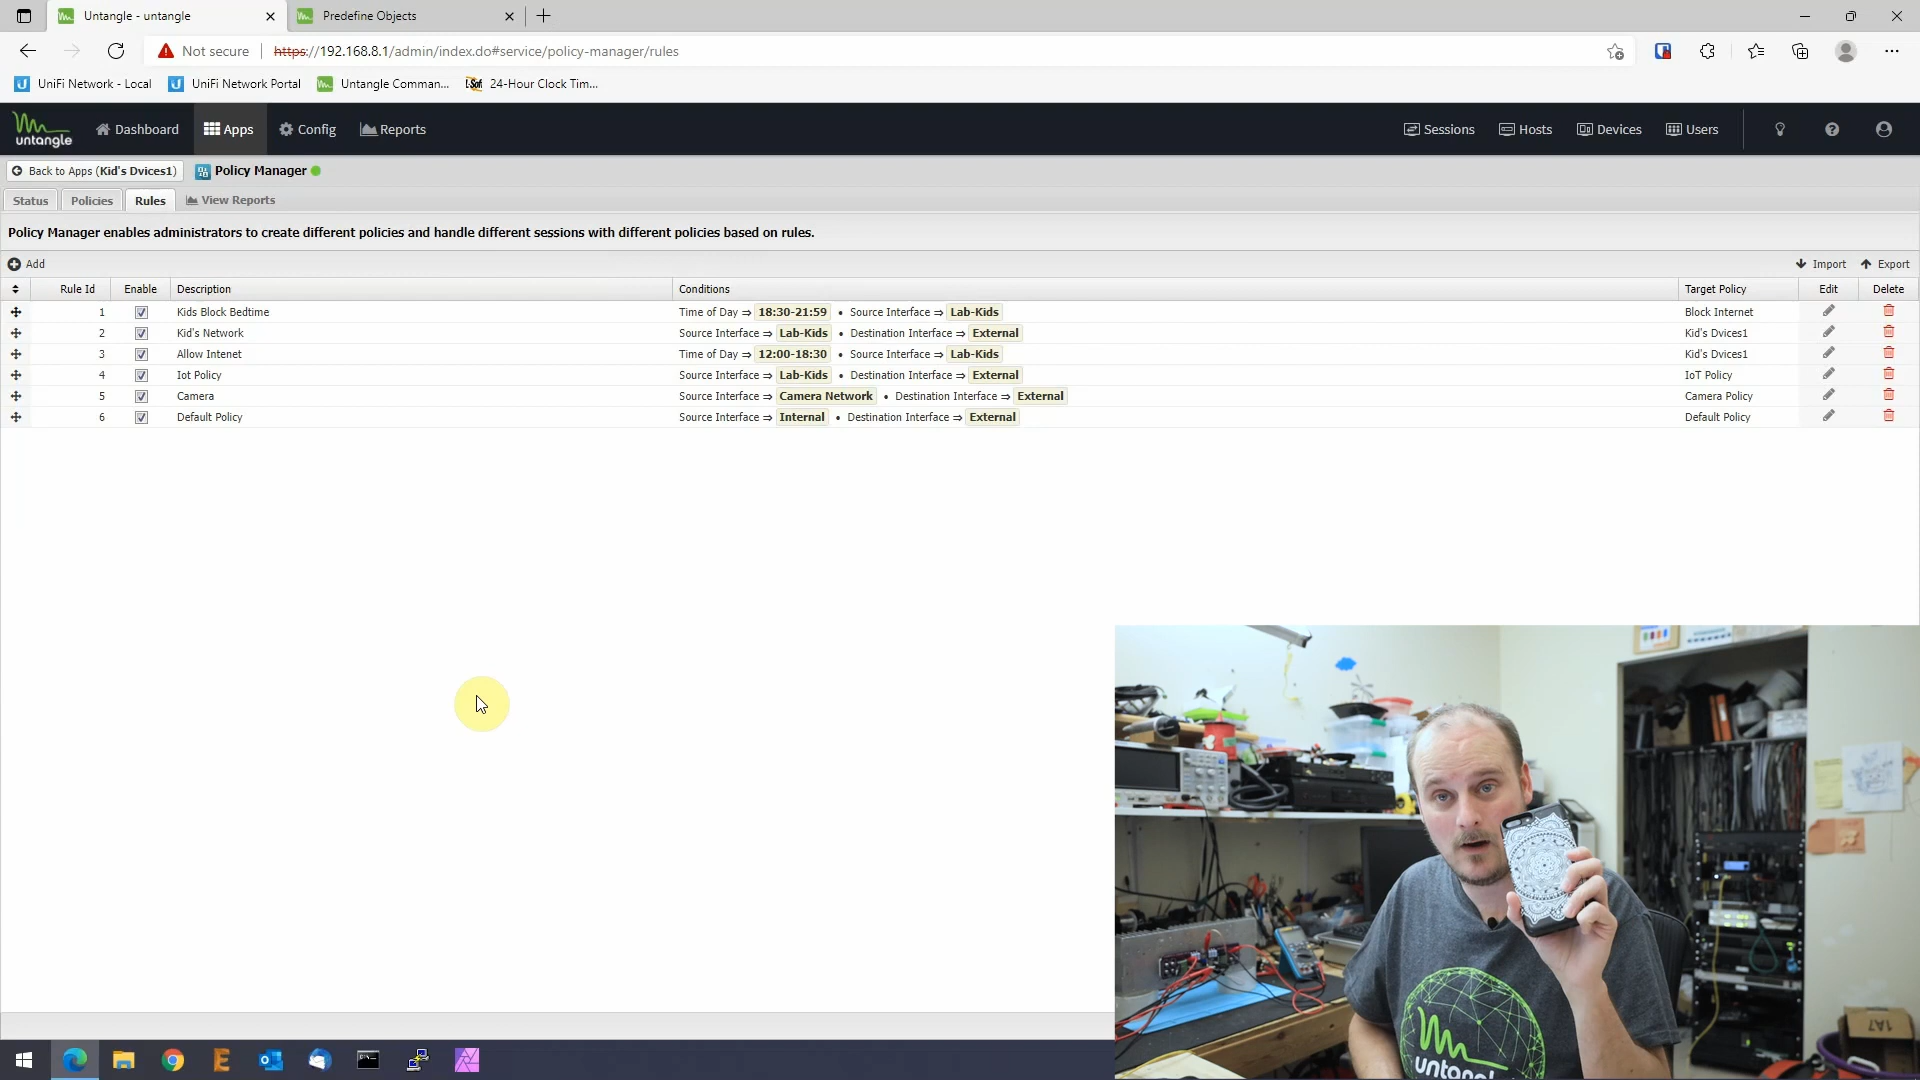 Untangle - untangle
Predefine Objects
Not secure
https://192.168.8.1/admin/index.do#service/policy-manager/rules
UniFi Network - Local
UniFi Network Portal
Untangle Comman...
24-Hour Clock Tim...
untangle
Dashboard
Apps
Config
Reports
Sessions
Hosts
Devices
Users
Back to Apps (Kid's Dvices1)
Policy Manager
Status
Policies
Rules
View Reports
Policy Manager enables administrators to create different policies and handle different sessions with different policies based on rules.
Add
Import
Export
Rule Id Enable Description Conditions Target Policy Edit Delete
1 Kids Block Bedtime Time of Day ⇒ 18:30-21:59 • Source Interface ⇒ Lab-Kids Block Internet
2 Kid's Network Source Interface ⇒ Lab-Kids • Destination Interface ⇒ External Kid's Dvices1
3 Allow Intenet Time of Day ⇒ 12:00-18:30 • Source Interface ⇒ Lab-Kids Kid's Dvices1
4 Iot Policy Source Interface ⇒ Lab-Kids • Destination Interface ⇒ External IoT Policy
5 Camera Source Interface ⇒ Camera Network • Destination Interface ⇒ External Camera Policy
6 Default Policy Source Interface ⇒ Internal • Destination Interface ⇒ External Default Policy
untangle